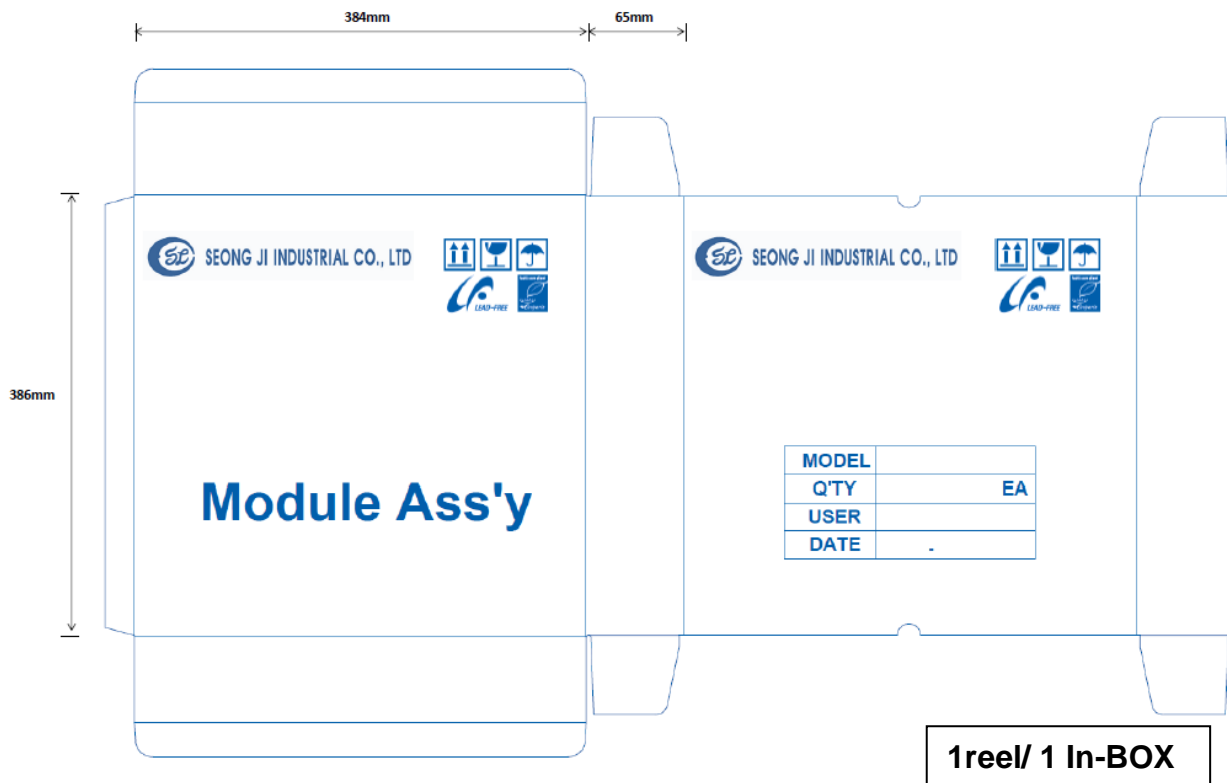 384mm
65mm
386mm
SEONG JI INDUSTRIAL CO., LTD
LEAD-FREE
Module Ass'y
SEONG JI INDUSTRIAL CO., LTD
LEAD-FREE
MODEL
Q'TY EA
USER
DATE .
1reel/ 1 In-BOX